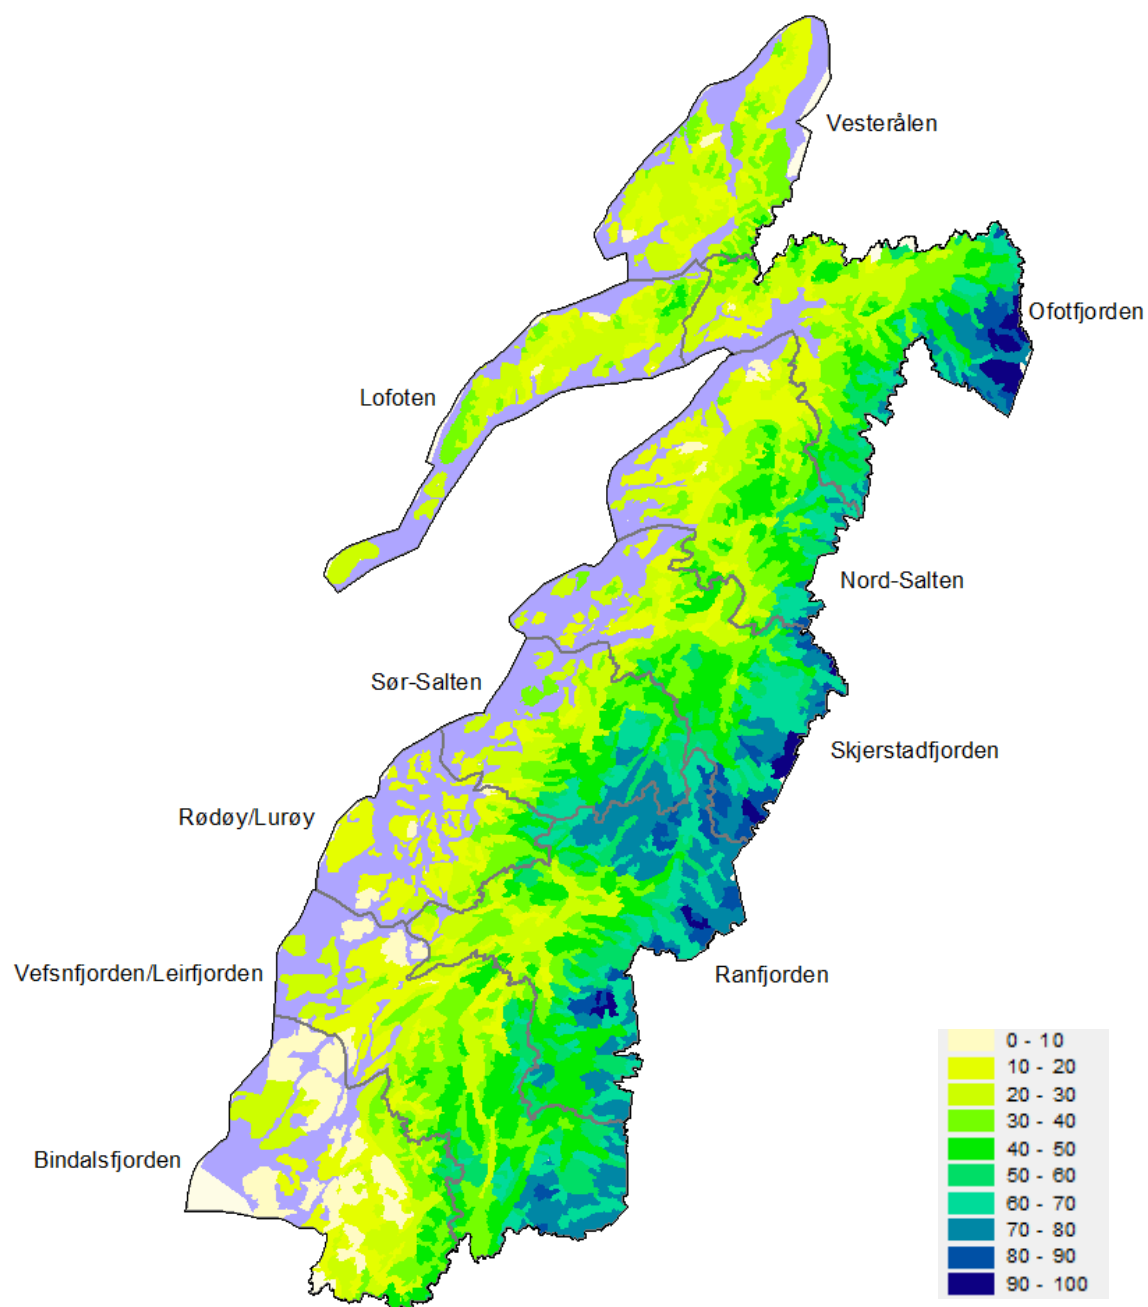 Vesterålen
Ofotfjorden
Lofoten
Nord-Salten
Sør-Salten
Skjerstadfjorden
Rødøy/Lurøy
Vefsnfjorden/Leirfjorden
Ranfjorden
Bindalsfjorden
0 - 10
10 - 20
20 - 30
30 - 40
40 - 50
50 - 60
60 - 70
70 - 80
80 - 90
90 - 100